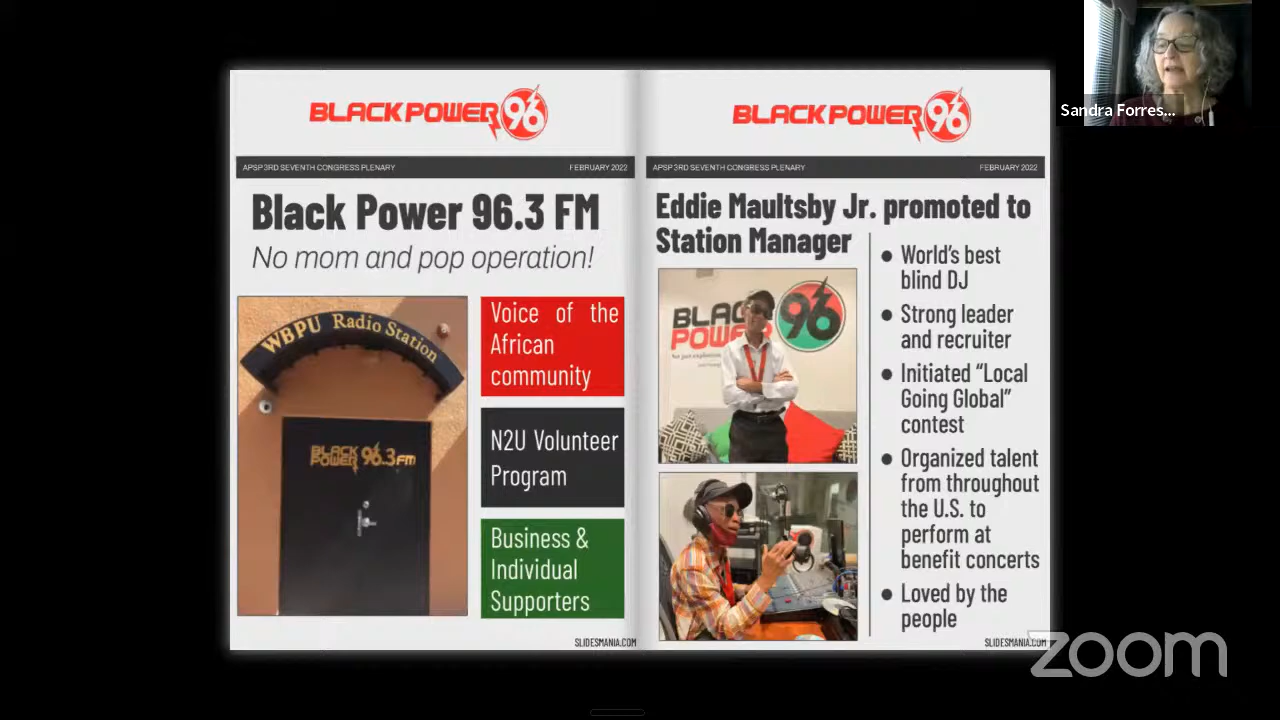 BLACK POWER 96
APSP 3RD SEVENTH CONGRESS PLENARY FEBRUARY 2022
Black Power 96.3 FM
No mom and pop operation!
WBPU Radio Station
BLACK POWER 96.3 FM
Voice of the
African
community
N2U Volunteer
Program
Business &
Individual
Supporters
SLIDESMANIA.COM
BLACK POWER 96
APSP 3RD SEVENTH CONGRESS PLENARY FEBRUARY 2022
Eddie Maultsby Jr. promoted to
Station Manager
BLACK POWER 96
World's best
blind DJ
Strong leader
and recruiter
Initiated “Local
Going Global”
contest
Organized talent
from throughout
the U.S. to
perform at
benefit concerts
Loved by the
people
SLIDESMANIA.COM
Sandra Forres...
zoom